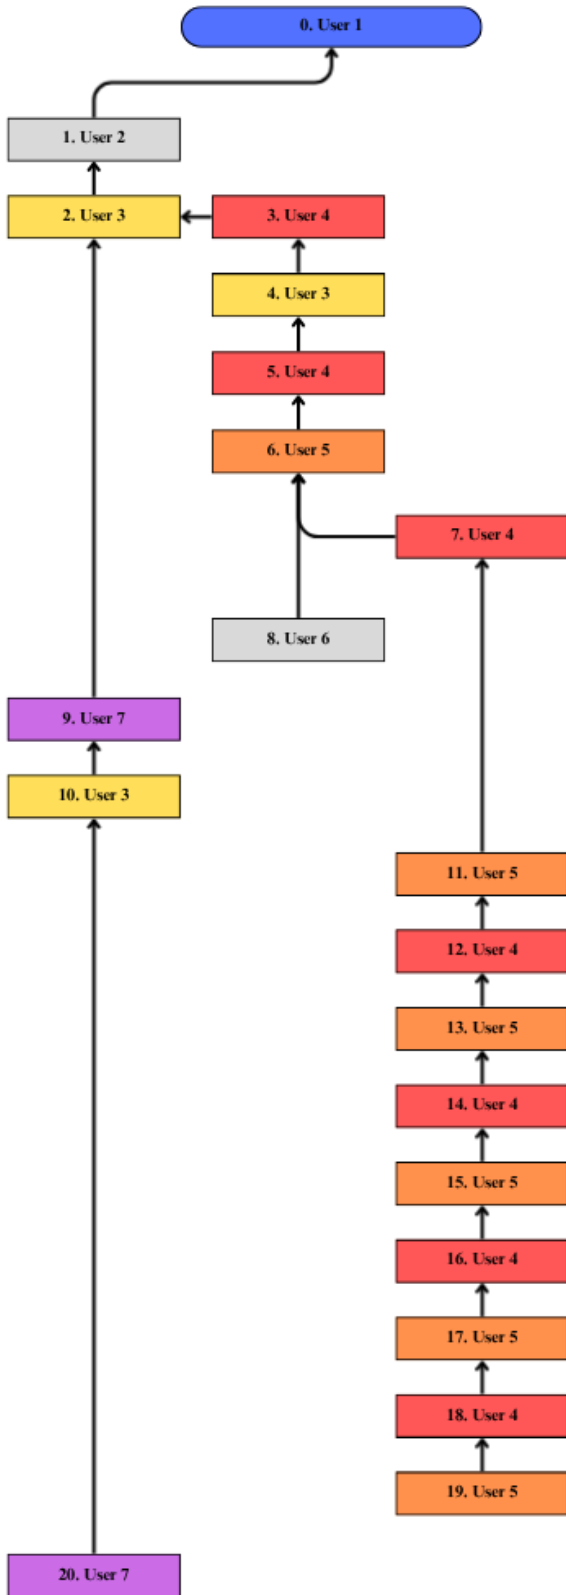 0. User 1
1. User 2
2. User 3
3. User 4
4. User 3
5. User 4
6. User 5
7. User 4
8. User 6
9. User 7
10. User 3
11. User 5
12. User 4
13. User 5
14. User 4
15. User 5
16. User 4
17. User 5
18. User 4
19. User 5
20. User 7